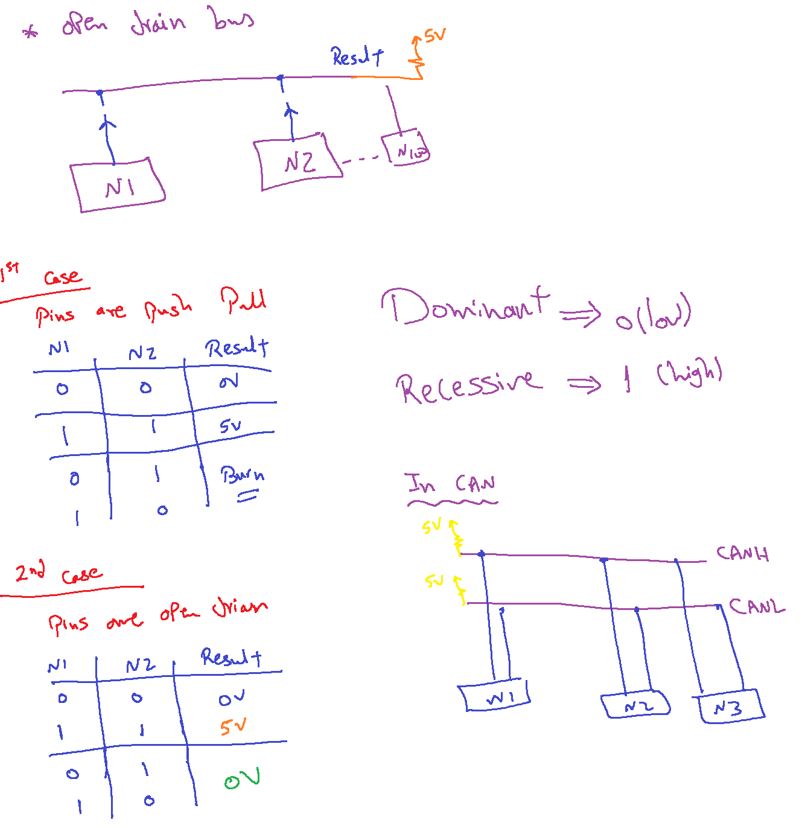 * open drain bus
Result 5V
N1 N2 --- N100
1st case
Pins are Push Pull
N1 N2 Result
0 0 0V
1 1 5V
0 1 Burn
1 0
Dominant ⇒ 0 (low)
Recessive ⇒ 1 (high)
2nd case
Pins are open drian
N1 N2 Result
0 0 0V
1 1 5V
0 1 0V
1 0
In CAN
5V CANH
5V CANL
N1 N2 N3